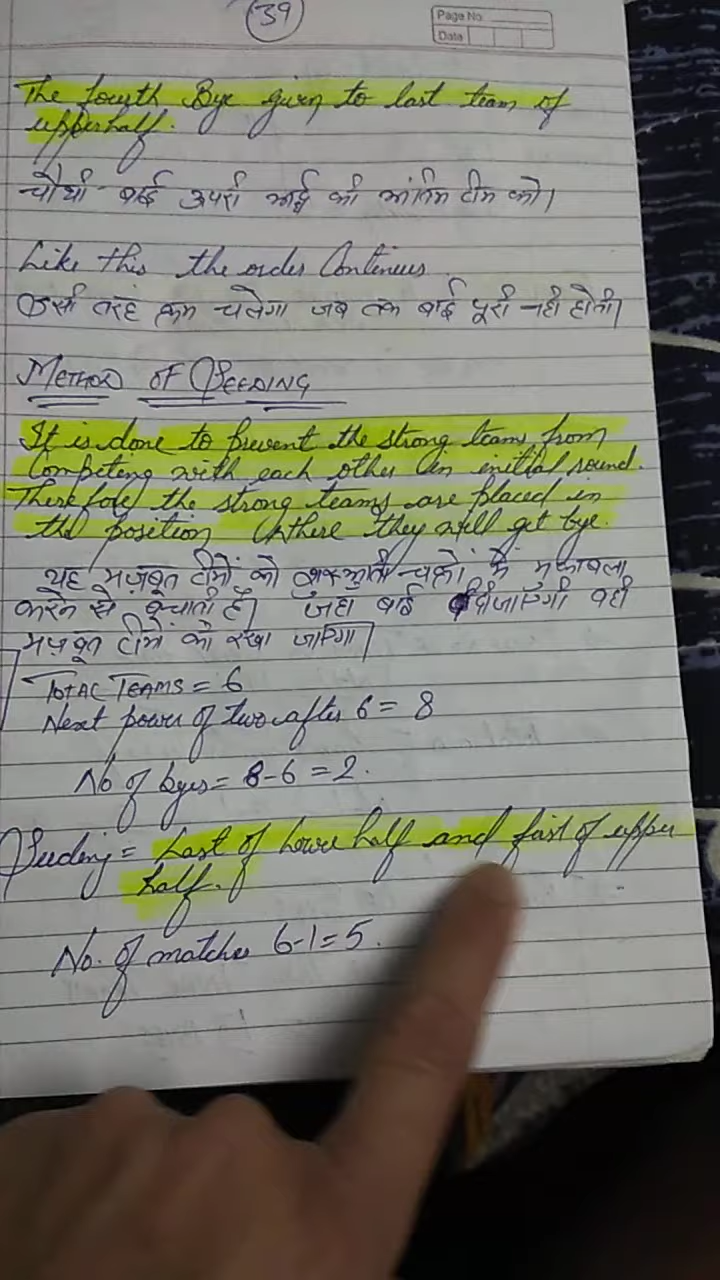 39
Page No
Date
The fourth Bye given to last team of
upperhalf.
चौथी बाई ऊपरी भाई की अंतिम टीम को।
Like this the order Continues
इसी तरह क्रम चलेगा जब तक बाई पूरी नहीं होती।
METHOD OF SEEDING
It is done to prevent the strong teams from
Competing with each other in initial round.
Therefore the strong teams are placed in
the position where they will get bye.
यह मज़बूत टीमों को शुरुआती चक्रों में मुकाबला
करने से बचाती है। जहां बाई दी जाएगी वहीं
मज़बूत टीमों को रखा जाएगा।
TOTAL TEAMS = 6
Next power of two after 6 = 8
No of byes = 8-6 = 2.
Seeding = Last of lower half and first of upper
half.
No. of matches 6-1=5.